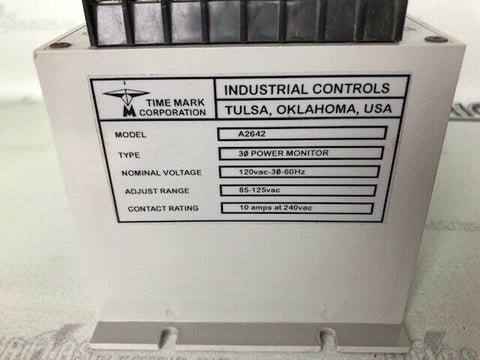 TIME MARK
CORPORATION
INDUSTRIAL CONTROLS
TULSA, OKLAHOMA, USA
MODEL A2642
TYPE 3Ø POWER MONITOR
NOMINAL VOLTAGE 120vac-3Ø-60Hz
ADJUST RANGE 85-125vac
CONTACT RATING 10 amps at 240vac